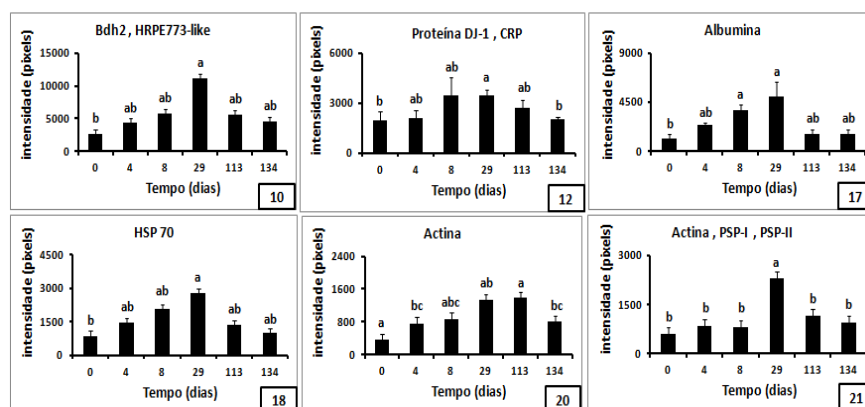 Bdh2 , HRPE773-like
intensidade (pixels)
15000
10000
5000
0
b ab ab a ab ab
0 4 8 29 113 134
Tempo (dias)
10
Proteína DJ-1 , CRP
intensidade (pixels)
6000
3000
0
b ab ab a ab b
0 4 8 29 113 134
Tempo (dias)
12
Albumina
intensidade (pixels)
9000
4500
0
b ab a a ab ab
0 4 8 29 113 134
Tempo (dias)
17
HSP 70
intensidade (pixels)
4500
3000
1500
0
b ab ab a ab ab
0 4 8 29 113 134
Tempo (dias)
18
Actina
intensidade (pixels)
2400
1600
800
0
a bc abc ab a bc
0 4 8 29 113 134
Tempo (dias)
20
Actina , PSP-I , PSP-II
intensidade (pixels)
3000
1500
0
b b b a b b
0 4 8 29 113 134
Tempo (dias)
21